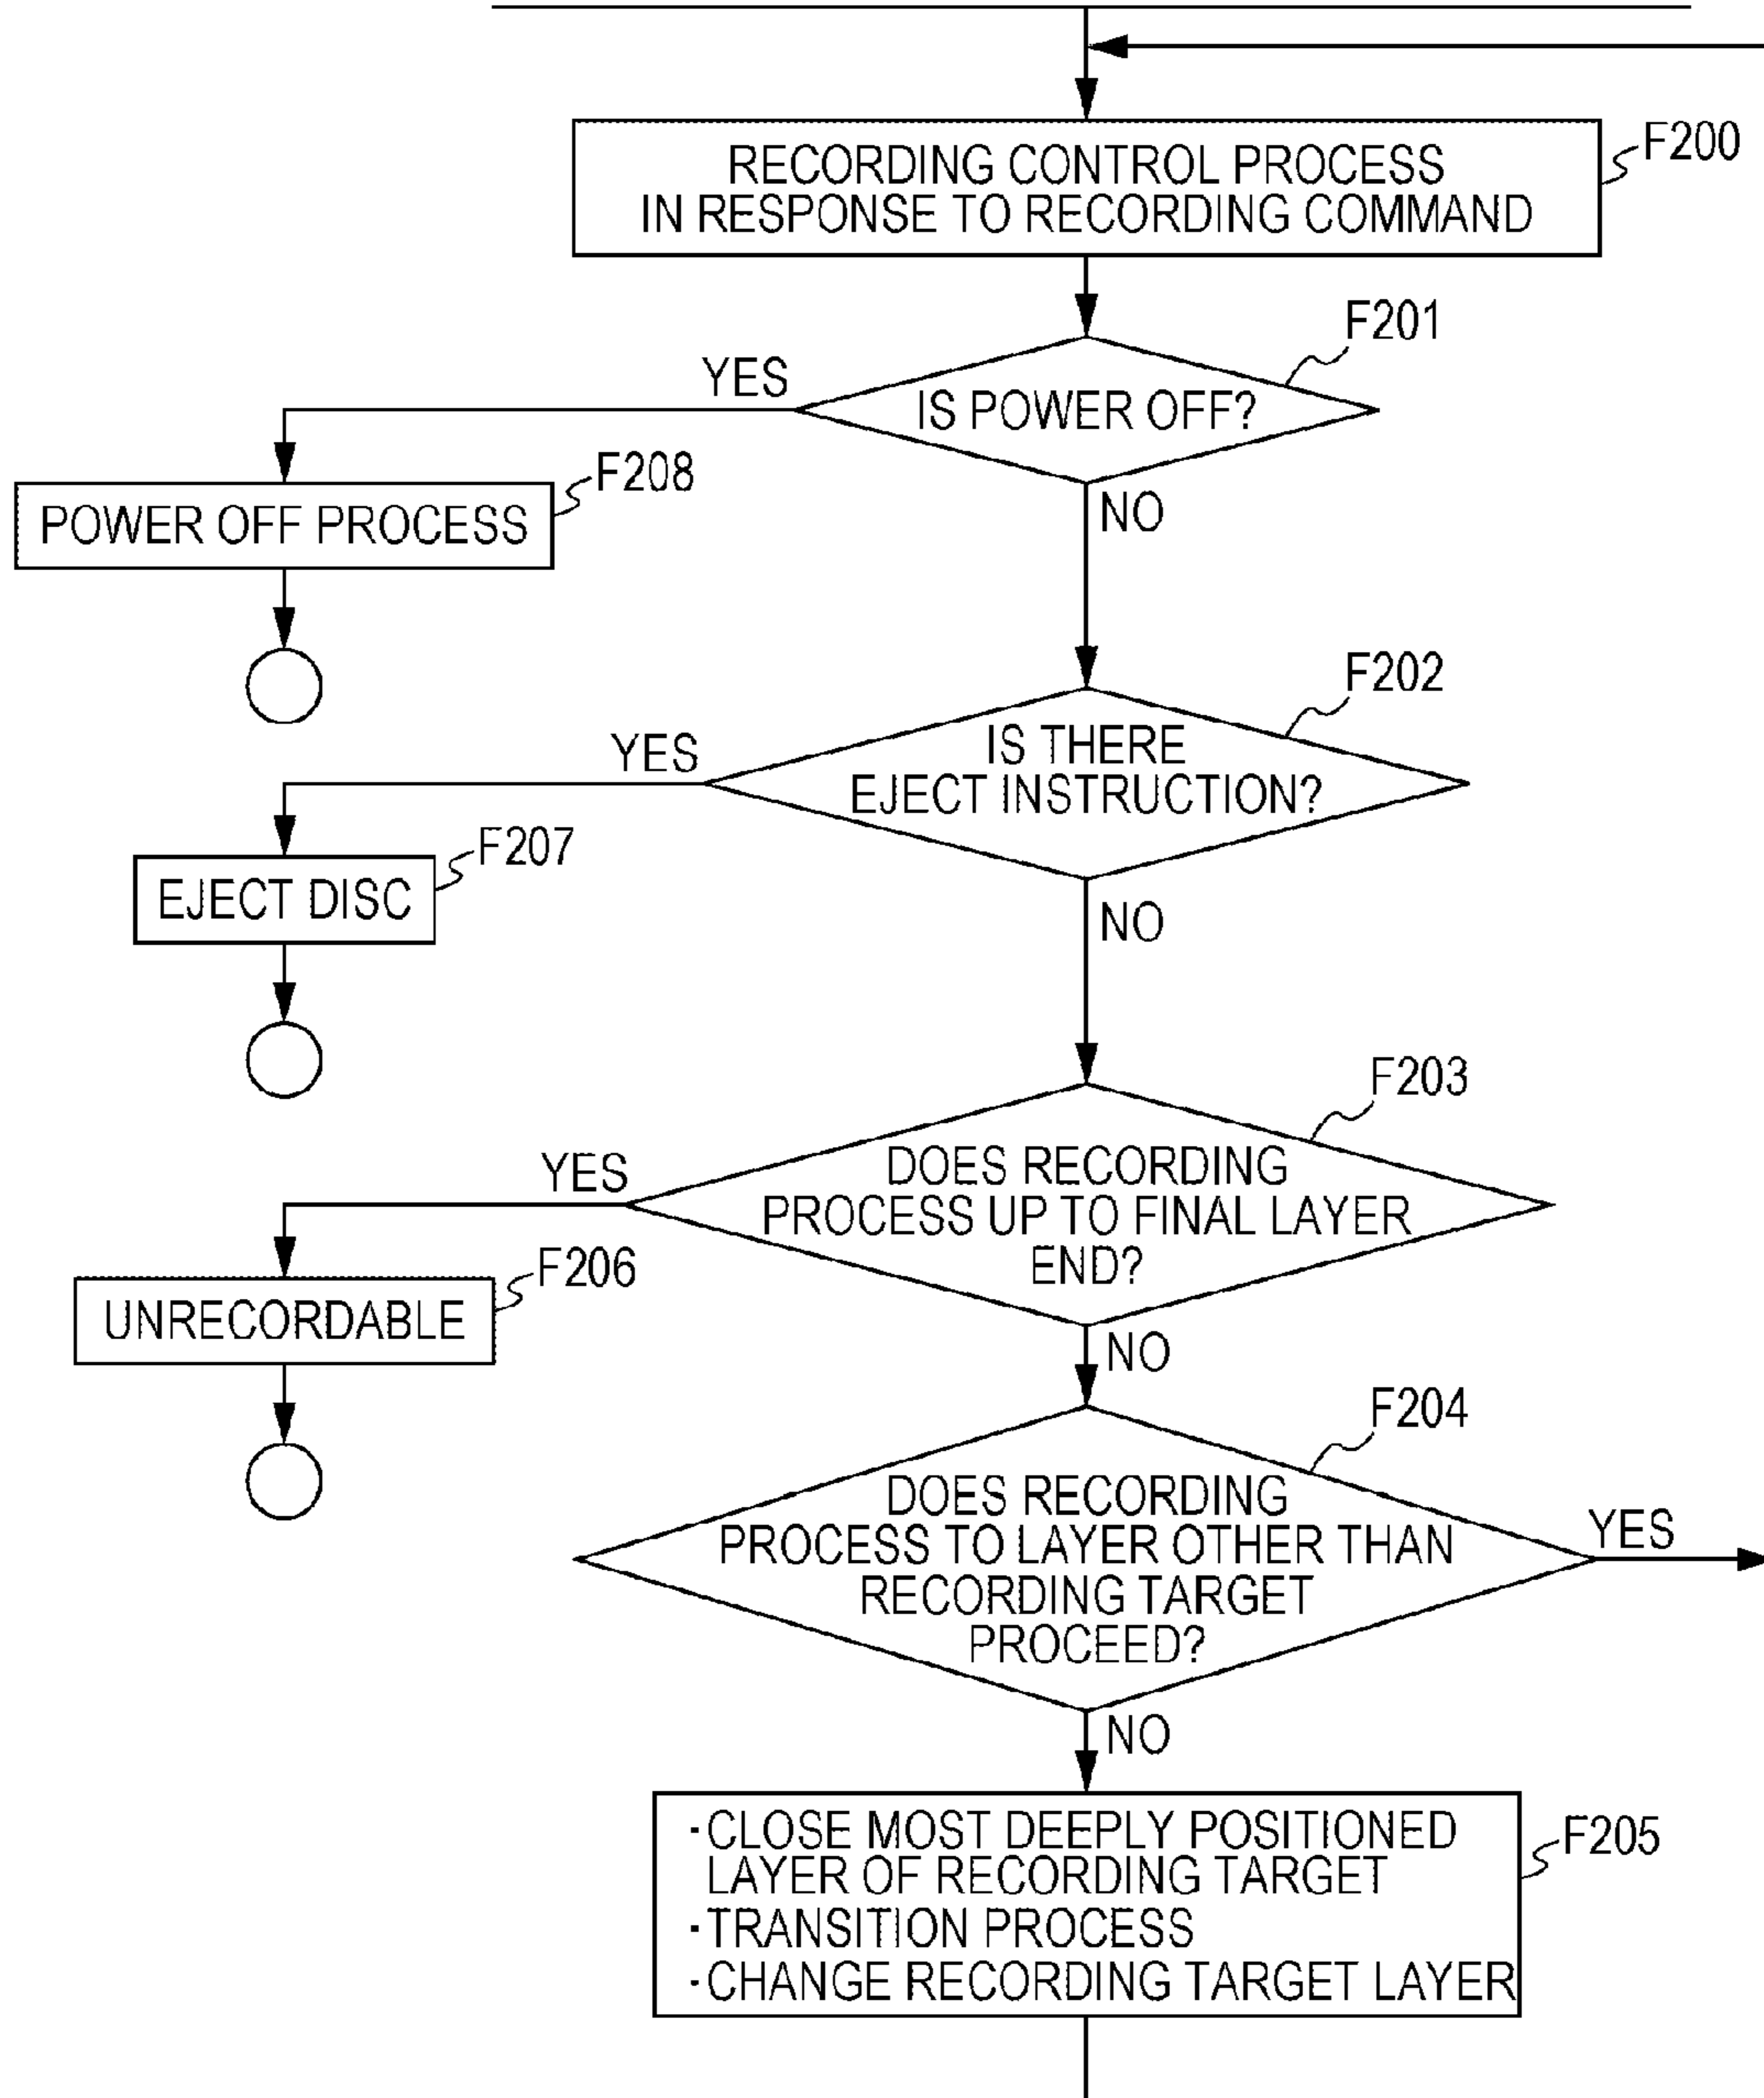 RECORDING CONTROL PROCESS
IN RESPONSE TO RECORDING COMMAND
F200
F201
YES
IS POWER OFF?
F208
POWER OFF PROCESS
NO
F202
YES
IS THERE
EJECT INSTRUCTION?
F207
EJECT DISC
NO
F203
YES
DOES RECORDING
PROCESS UP TO FINAL LAYER
END?
F206
UNRECORDABLE
NO
F204
DOES RECORDING
PROCESS TO LAYER OTHER THAN
RECORDING TARGET
PROCEED?
YES
NO
-CLOSE MOST DEEPLY POSITIONED
LAYER OF RECORDING TARGET
-TRANSITION PROCESS
-CHANGE RECORDING TARGET LAYER
F205